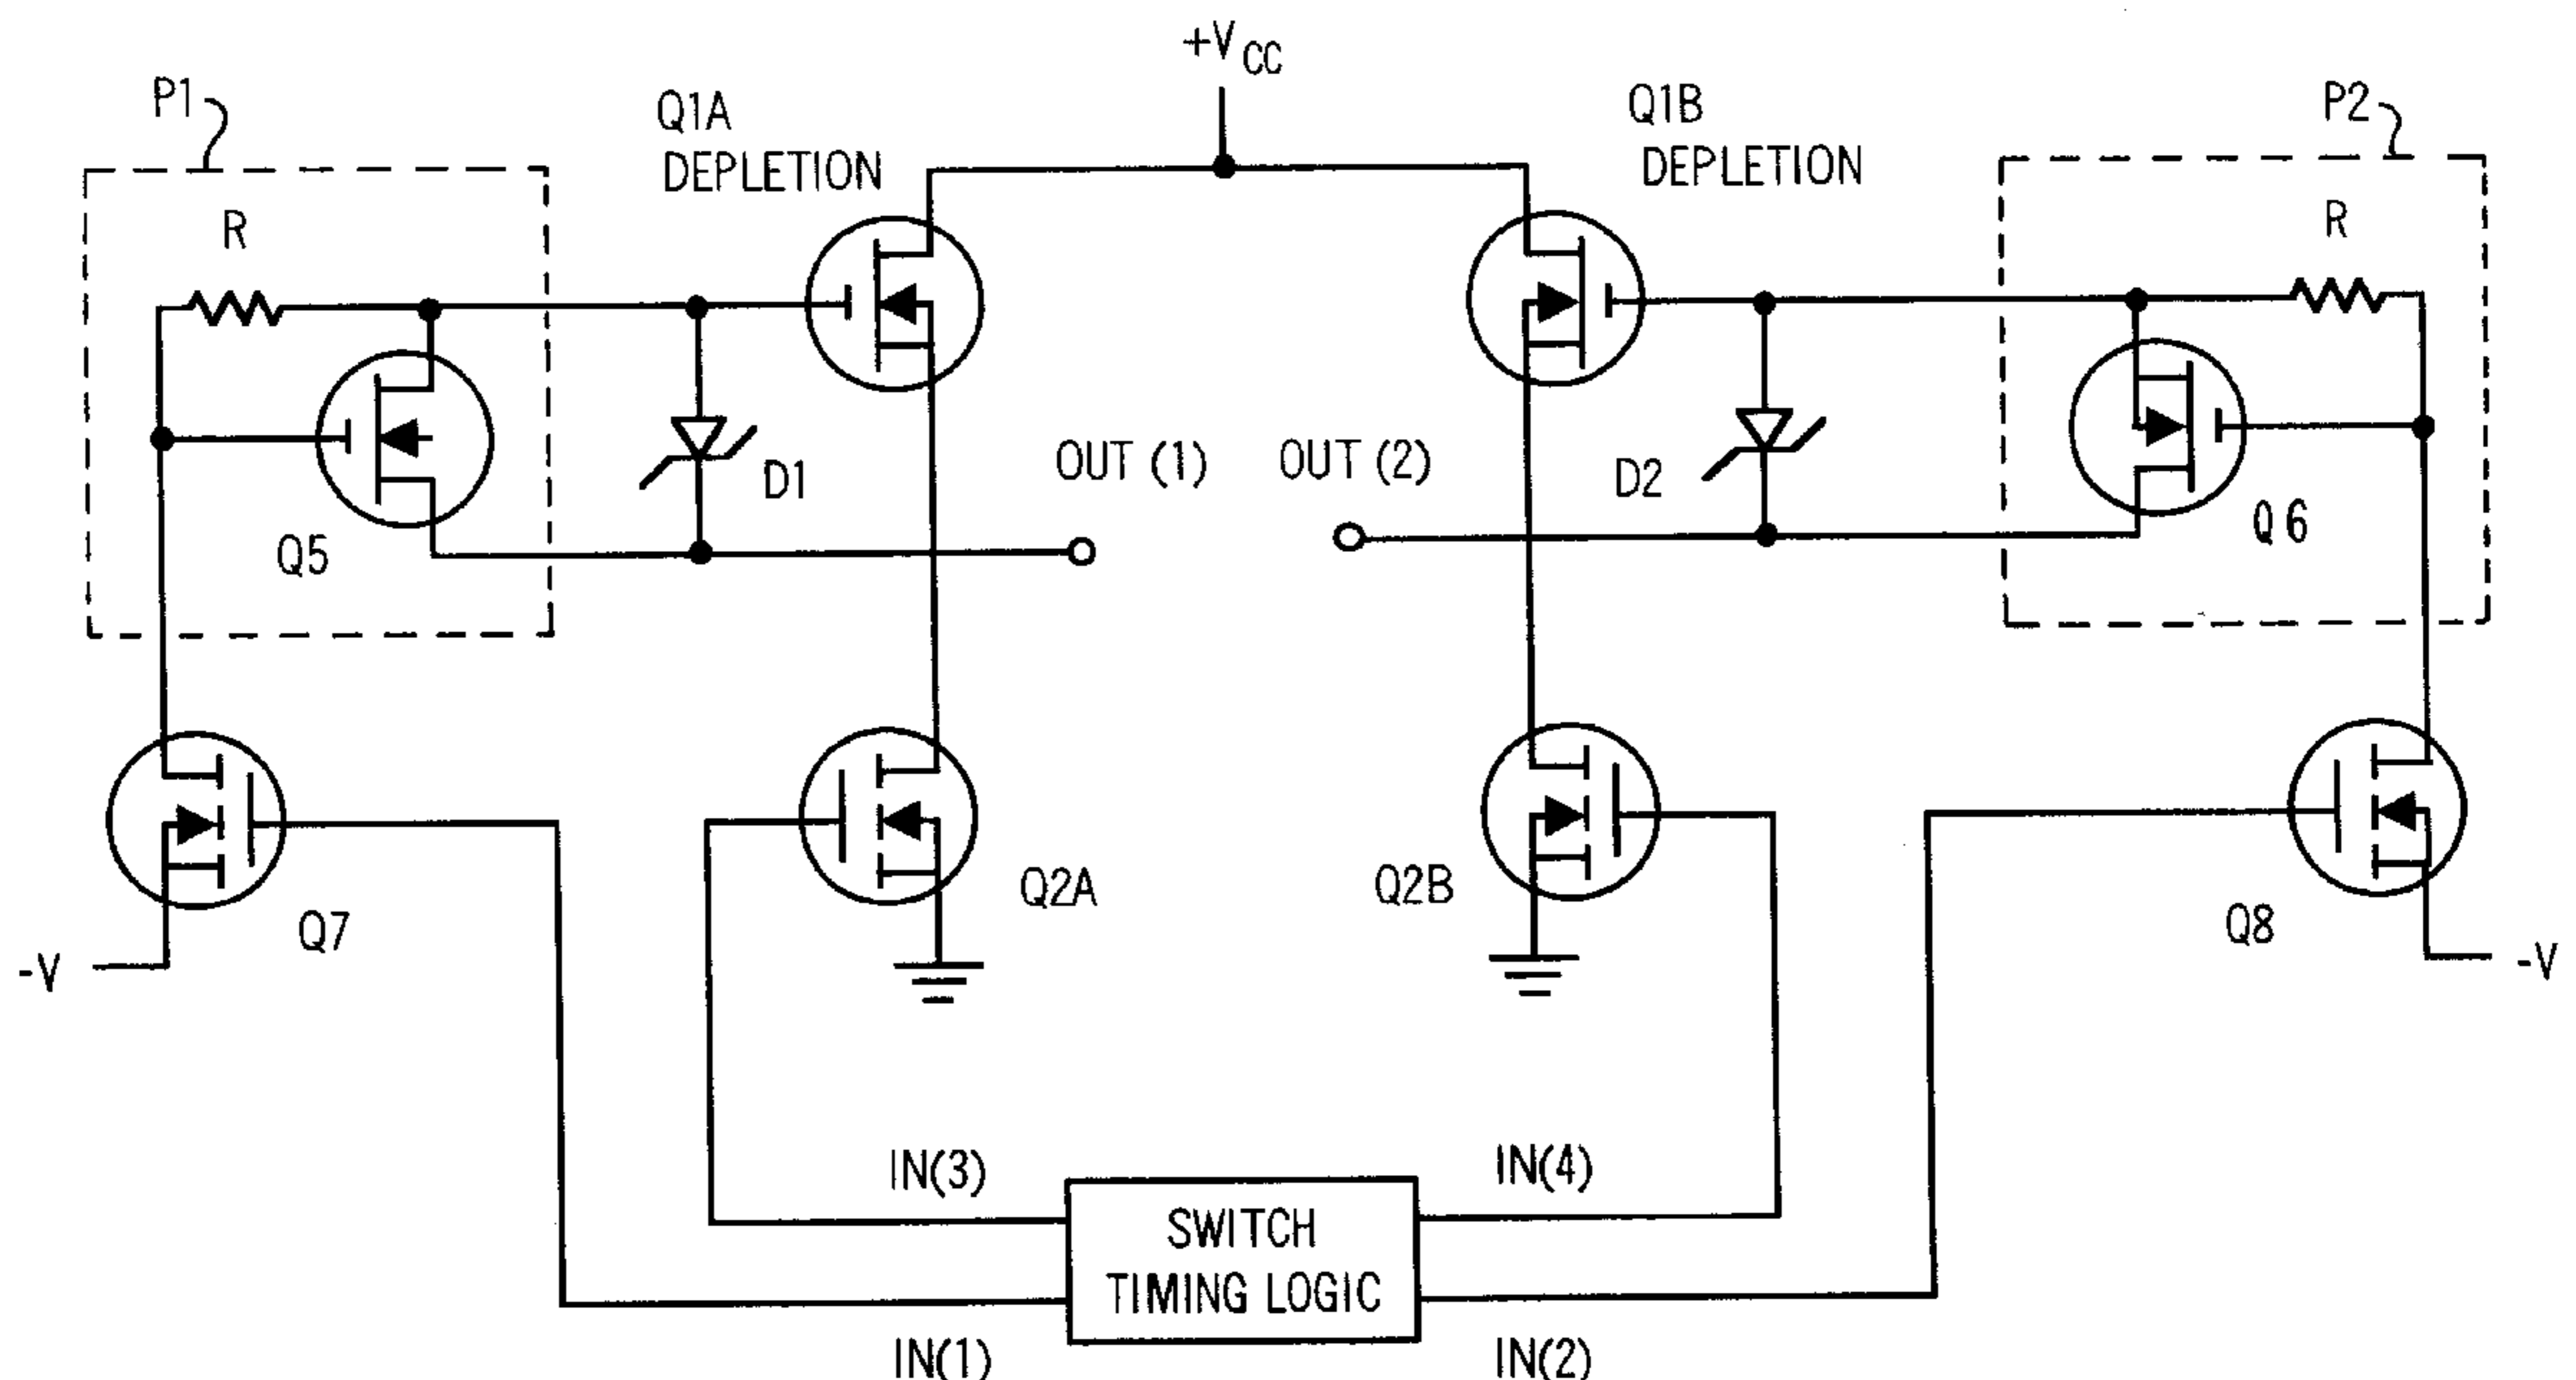 +VCC
P1
Q1A
DEPLETION
Q1B
DEPLETION
P2
R
R
D1
OUT (1)
OUT (2)
D2
Q5
Q6
Q7
Q2A
Q2B
Q8
-V
-V
IN(3)
IN(4)
SWITCH
TIMING LOGIC
IN(1)
IN(2)